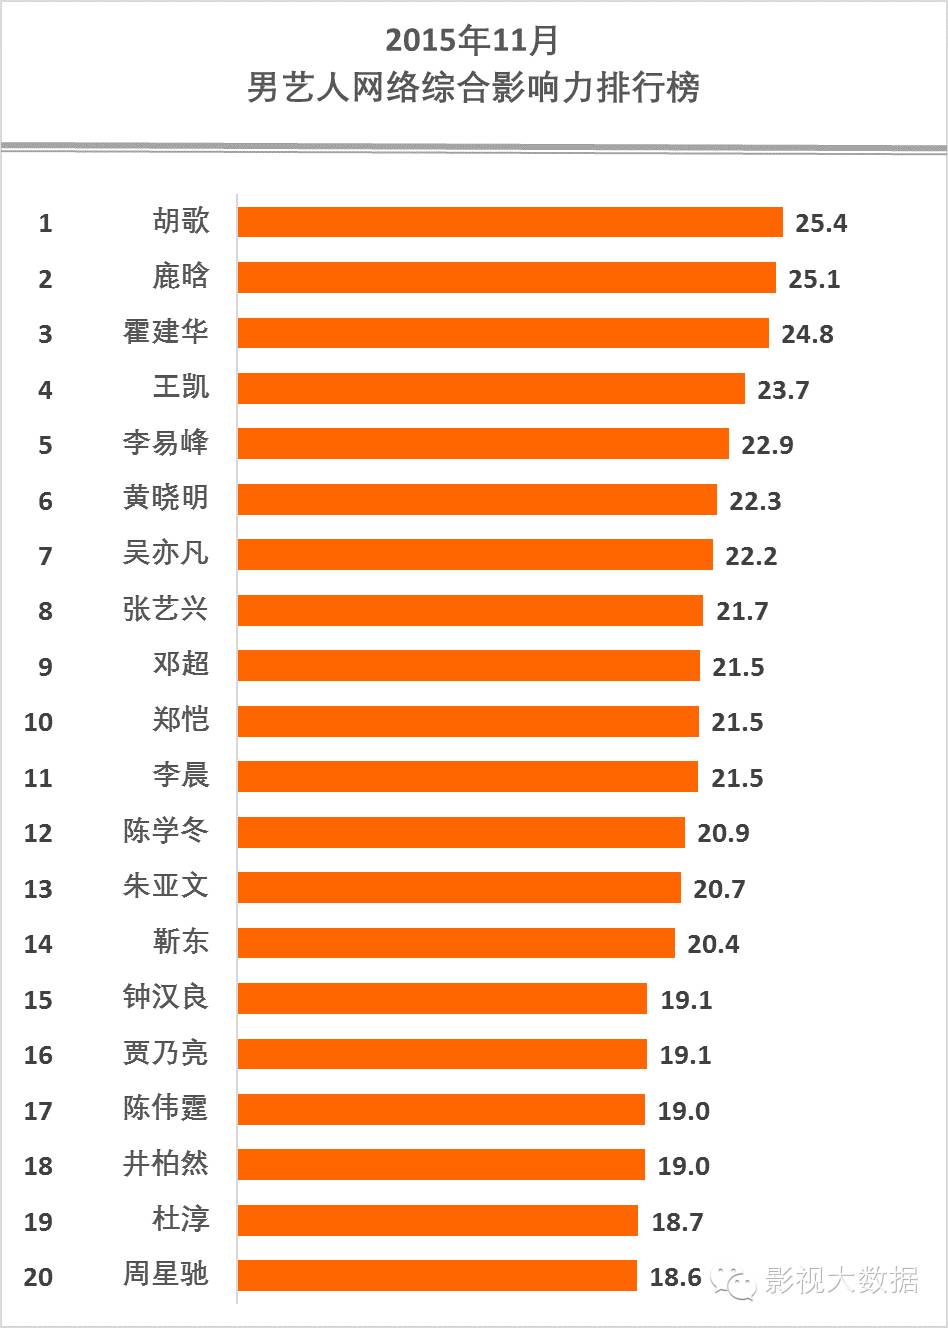 2015年11月
男艺人网络综合影响力排行榜
1 胡歌 25.4
2 鹿晗 25.1
3 霍建华 24.8
4 王凯 23.7
5 李易峰 22.9
6 黄晓明 22.3
7 吴亦凡 22.2
8 张艺兴 21.7
9 邓超 21.5
10 郑恺 21.5
11 李晨 21.5
12 陈学冬 20.9
13 朱亚文 20.7
14 靳东 20.4
15 钟汉良 19.1
16 贾乃亮 19.1
17 陈伟霆 19.0
18 井柏然 19.0
19 杜淳 18.7
20 周星驰 18.6
影视大数据